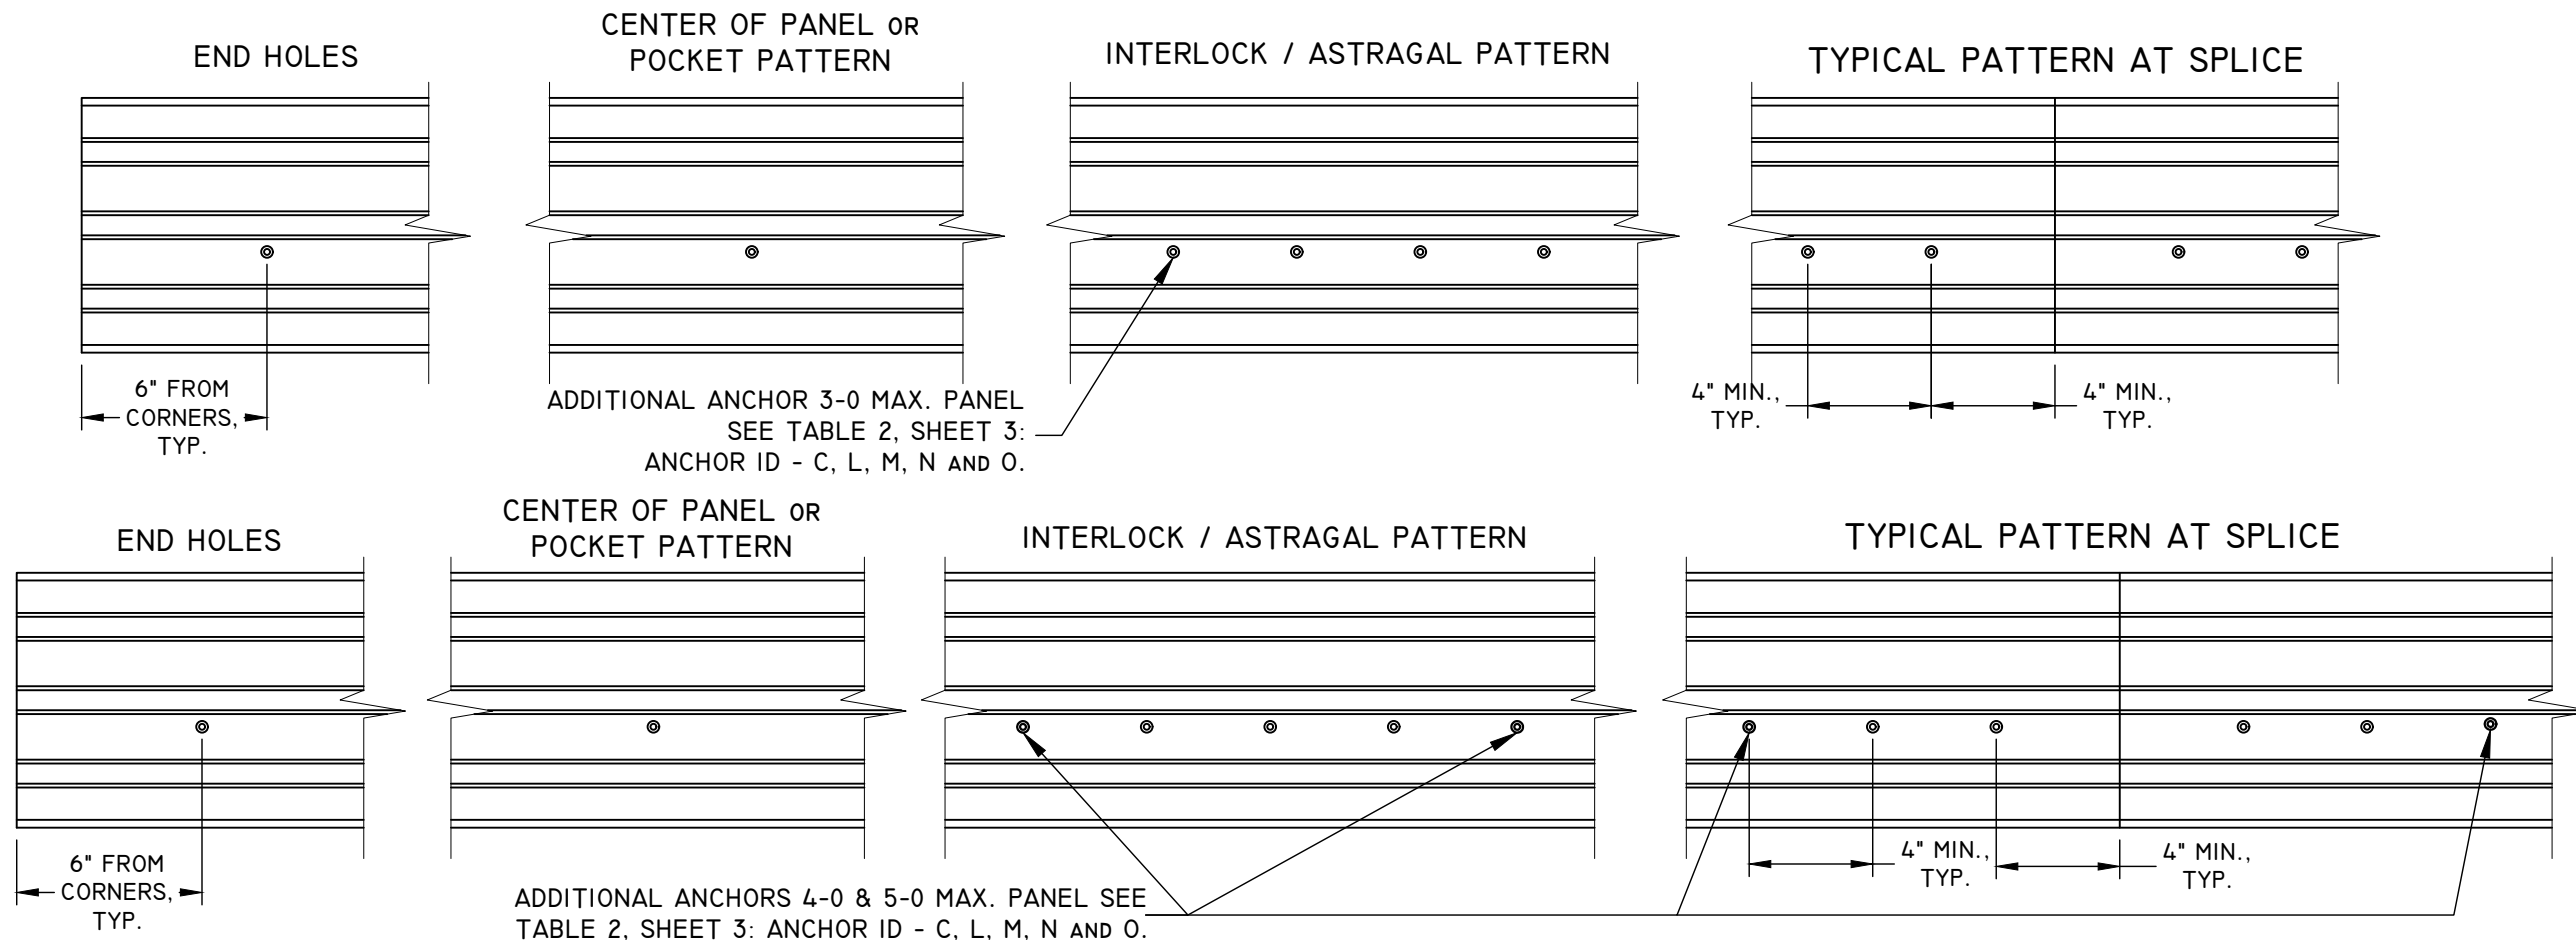 END HOLES
CENTER OF PANEL OR
POCKET PATTERN
INTERLOCK / ASTRAGAL PATTERN
TYPICAL PATTERN AT SPLICE
6" FROM
CORNERS,
TYP.
ADDITIONAL ANCHOR 3-0 MAX. PANEL
SEE TABLE 2, SHEET 3:
ANCHOR ID - C, L, M, N AND O.
4" MIN.,
TYP.
4" MIN.,
TYP.
END HOLES
CENTER OF PANEL OR
POCKET PATTERN
INTERLOCK / ASTRAGAL PATTERN
TYPICAL PATTERN AT SPLICE
6" FROM
CORNERS,
TYP.
ADDITIONAL ANCHORS 4-0 & 5-0 MAX. PANEL SEE
TABLE 2, SHEET 3: ANCHOR ID - C, L, M, N AND O.
4" MIN.,
TYP.
4" MIN.,
TYP.